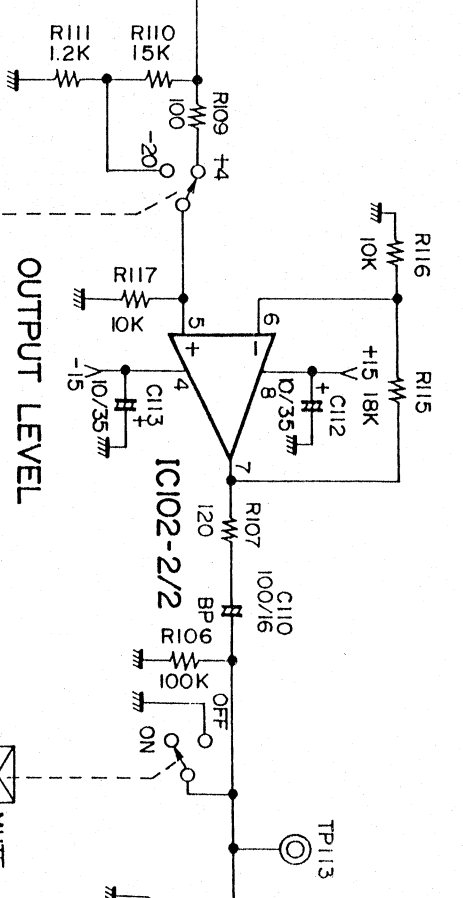 R111
1.2K
R110
15K
R109
100
-20
+4
R116
10K
R117
10K
5
6
+
-
+15
-15
4
8
C113
10/35
+
C112
10/35
+
R115
18K
OUTPUT LEVEL
7
IC102-2/2
R107
120
C110
100/16
BP
R106
100K
OFF
ON
TP113